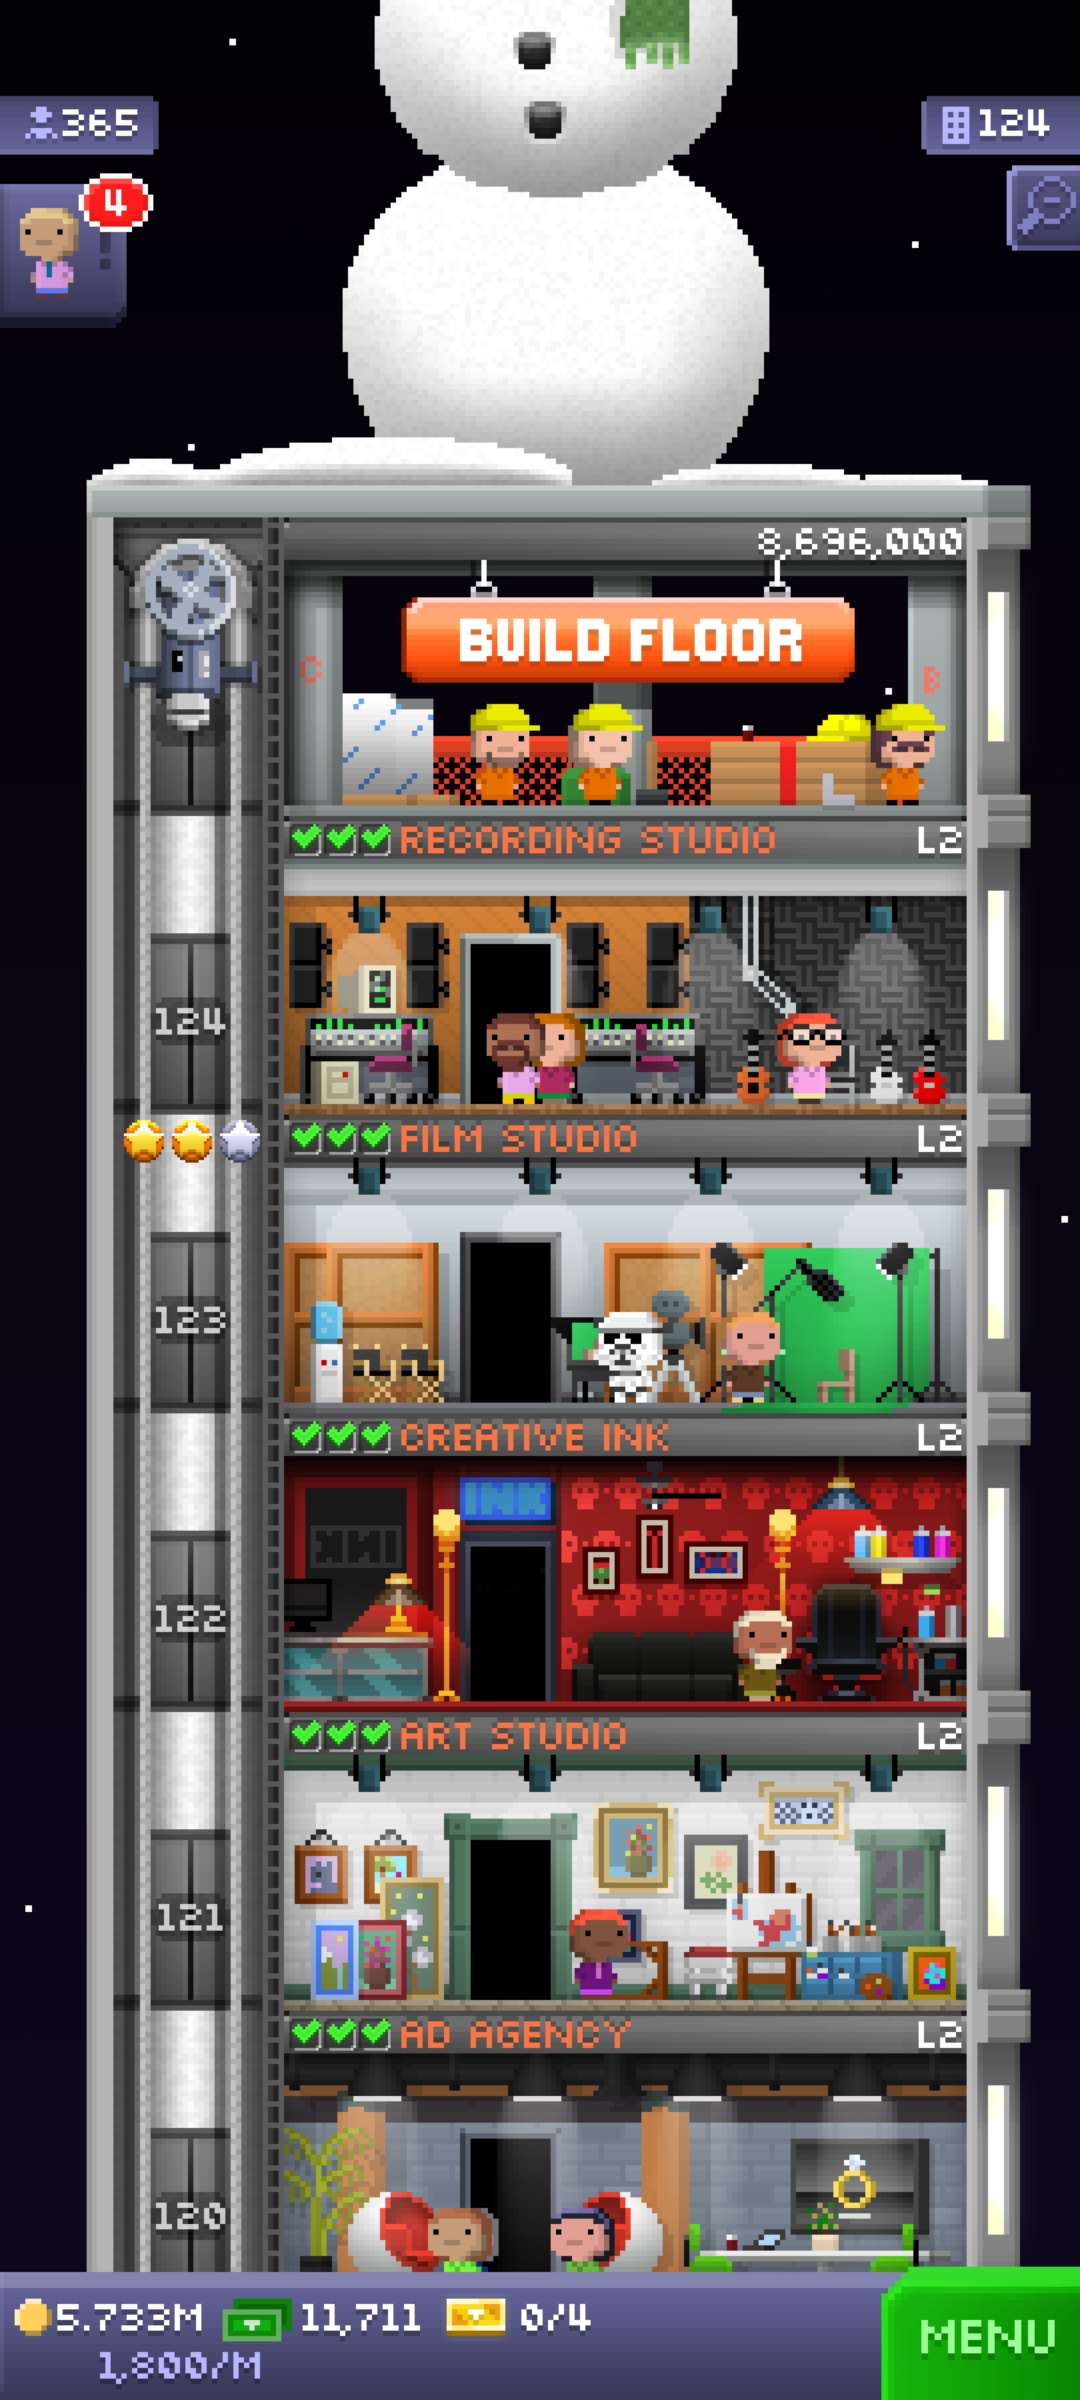 365
124
4
8,696,000
BUILD FLOOR
C
B
RECORDING STUDIO L2
124
FILM STUDIO L2
123
CREATIVE INK L2
INK
INK
122
ART STUDIO L2
121
AD AGENCY L2
120
5.733M 11,711 0/4
1,800/M
MENU